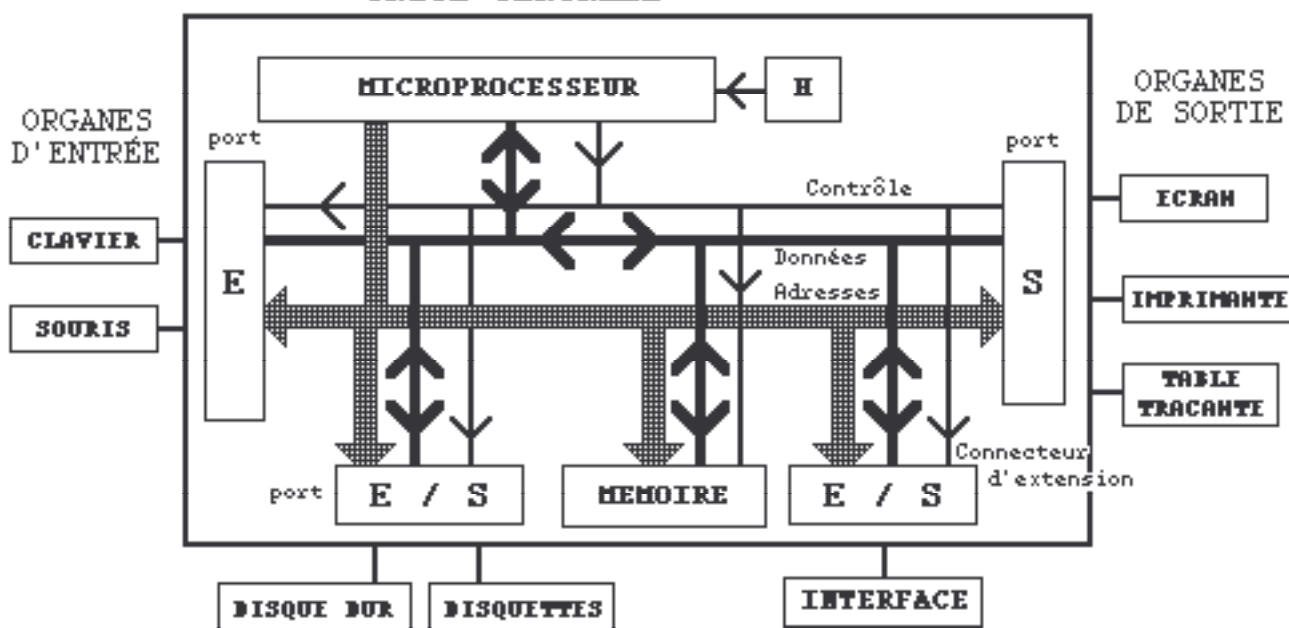 MICROPROCESSEUR
H
ORGANES
D'ENTRÉE
ORGANES
DE SORTIE
port
port
Contrôle
CLAVIER
ECRAN
E
Données
S
Adresses
SOURIS
IMPRIMANTE
TABLE
TRACANTE
Connecteur
d'extension
port
E / S
MEMOIRE
E / S
DISQUE DUR
DISQUETTES
INTERFACE